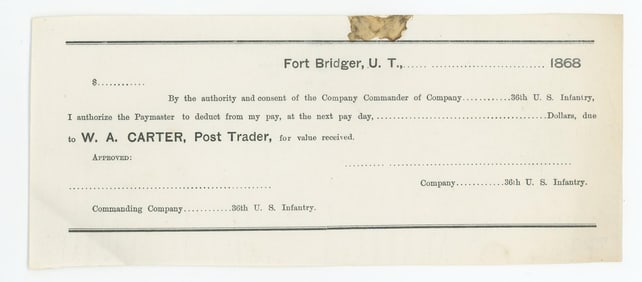 Fort Bridger, U. T.,...... ............................ 1868
$............
By the authority and consent of the Company Commander of Company............36th U. S. Infantry,
I authorize the Paymaster to deduct from my pay, at the next pay day,...........................................Dollars, due
to W. A. CARTER, Post Trader, for value received.
APPROVED:
Company............36th U. S. Infantry.
Commanding Company............36th U. S. Infantry.